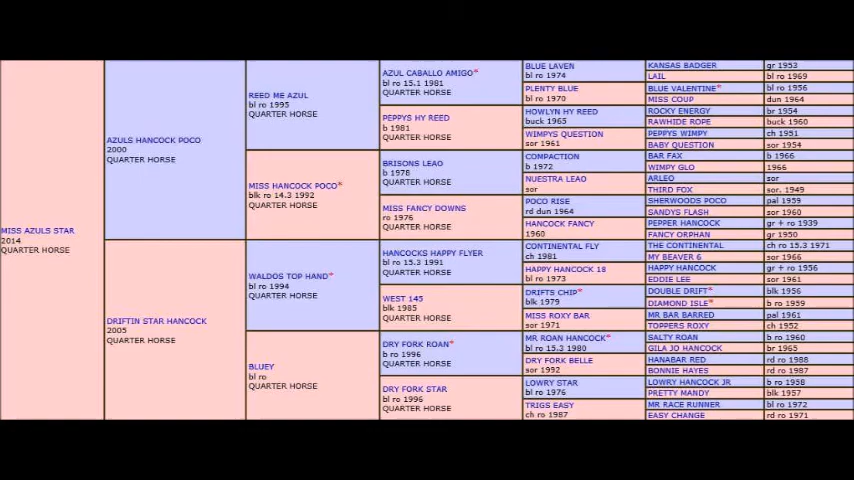 MISS AZULS STAR
2014
QUARTER HORSE
AZULS HANCOCK POCO
2000
QUARTER HORSE
DRIFTIN STAR HANCOCK
2005
QUARTER HORSE
REED ME AZUL
bl ro 1995
QUARTER HORSE
MISS HANCOCK POCO*
blk ro 14.3 1992
QUARTER HORSE
WALDOS TOP HAND*
bl ro 1994
QUARTER HORSE
BLUEY
bl ro
QUARTER HORSE
AZUL CABALLO AMIGO*
bl ro 15.1 1981
QUARTER HORSE
PEPPYS HY REED
b 1981
QUARTER HORSE
BRISONS LEAO
b 1978
QUARTER HORSE
MISS FANCY DOWNS
ro 1976
QUARTER HORSE
HANCOCKS HAPPY FLYER
bl ro 15.3 1991
QUARTER HORSE
WEST 145
blk 1985
QUARTER HORSE
DRY FORK ROAN*
b ro 1996
QUARTER HORSE
DRY FORK STAR
bl ro 1996
QUARTER HORSE
BLUE LAVEN
bl ro 1974
PLENTY BLUE
bl ro 1970
HOWLYN HY REED
buck 1965
WIMPYS QUESTION
sor 1961
COMPACTION
b 1972
NUESTRA LEAO
sor
POCO RISE
rd dun 1964
HANCOCK FANCY
1960
CONTINENTAL FLY
ch 1981
HAPPY HANCOCK 18
bl ro 1973
DRIFTS CHIP*
blk 1979
MISS ROXY BAR
sor 1971
MR ROAN HANCOCK*
bl ro 15.3 1980
DRY FORK BELLE
sor 1992
LOWRY STAR
bl ro 1976
TRIGS EASY
ch ro 1987
KANSAS BADGER gr 1953
LAIL bl ro 1969
BLUE VALENTINE* bl ro 1956
MISS COUP dun 1964
ROCKY ENERGY br 1954
RAWHIDE ROPE buck 1960
PEPPYS WIMPY ch 1951
BABY QUESTION sor 1954
BAR FAX b 1966
WIMPY GLO 1966
ARLEO sor
THIRD FOX sor. 1949
SHERWOODS POCO pal 1959
SANDYS FLASH sor 1960
PEPPER HANCOCK gr + ro 1939
FANCY ORPHAN gr 1950
THE CONTINENTAL ch ro 15.3 1971
MY BEAVER 6 sor 1966
HAPPY HANCOCK gr + ro 1956
EDDIE LEE sor 1961
DOUBLE DRIFT* blk 1956
DIAMOND ISLE* b ro 1959
MR BAR BARRED pal 1961
TOPPERS ROXY ch 1952
SALTY ROAN b ro 1960
GILA JO HANCOCK br 1965
HANABAR RED rd ro 1988
BONNIE HAYES rd ro 1987
LOWRY HANCOCK JR b ro 1958
PRETTY MANDY blk 1957
MR RACE RUNNER bl ro 1972
EASY CHANGE rd ro 1971